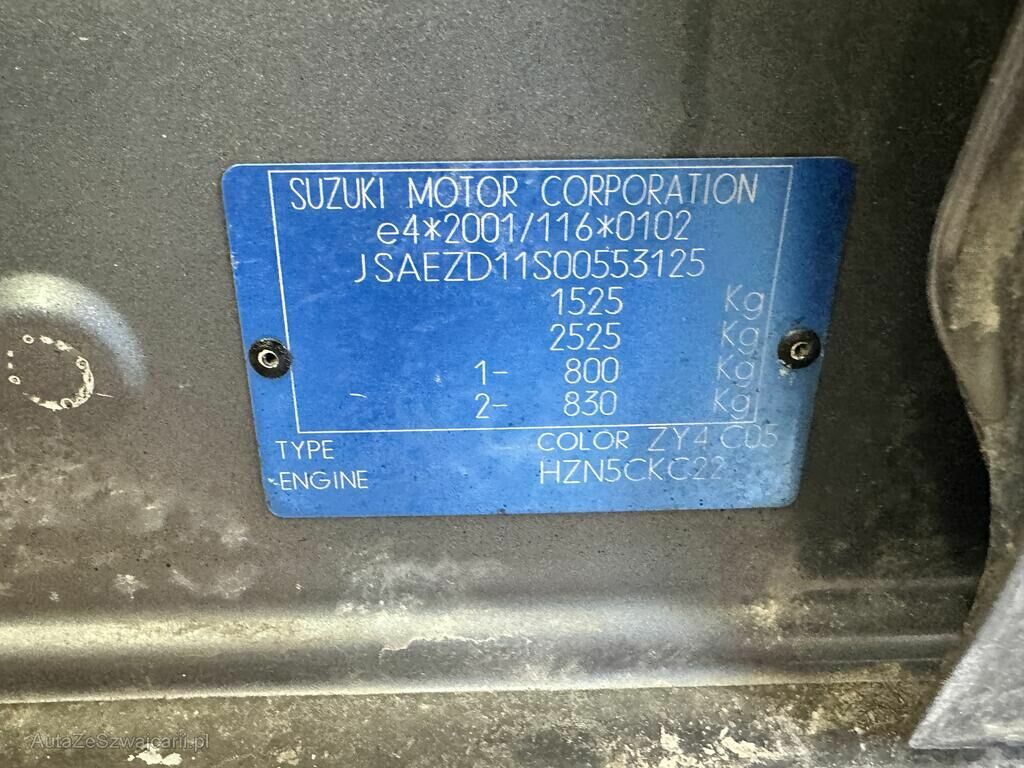 SUZUKI MOTOR CORPORATION
e4*2001/116*0102
JSAEZD11S00553125
1525 Kg
2525 Kg
1- 800 Kg
2- 830 Kg
TYPE COLOR ZY4 C05
ENGINE HZN5CKC22
AutaZeSzwajcarii.pl